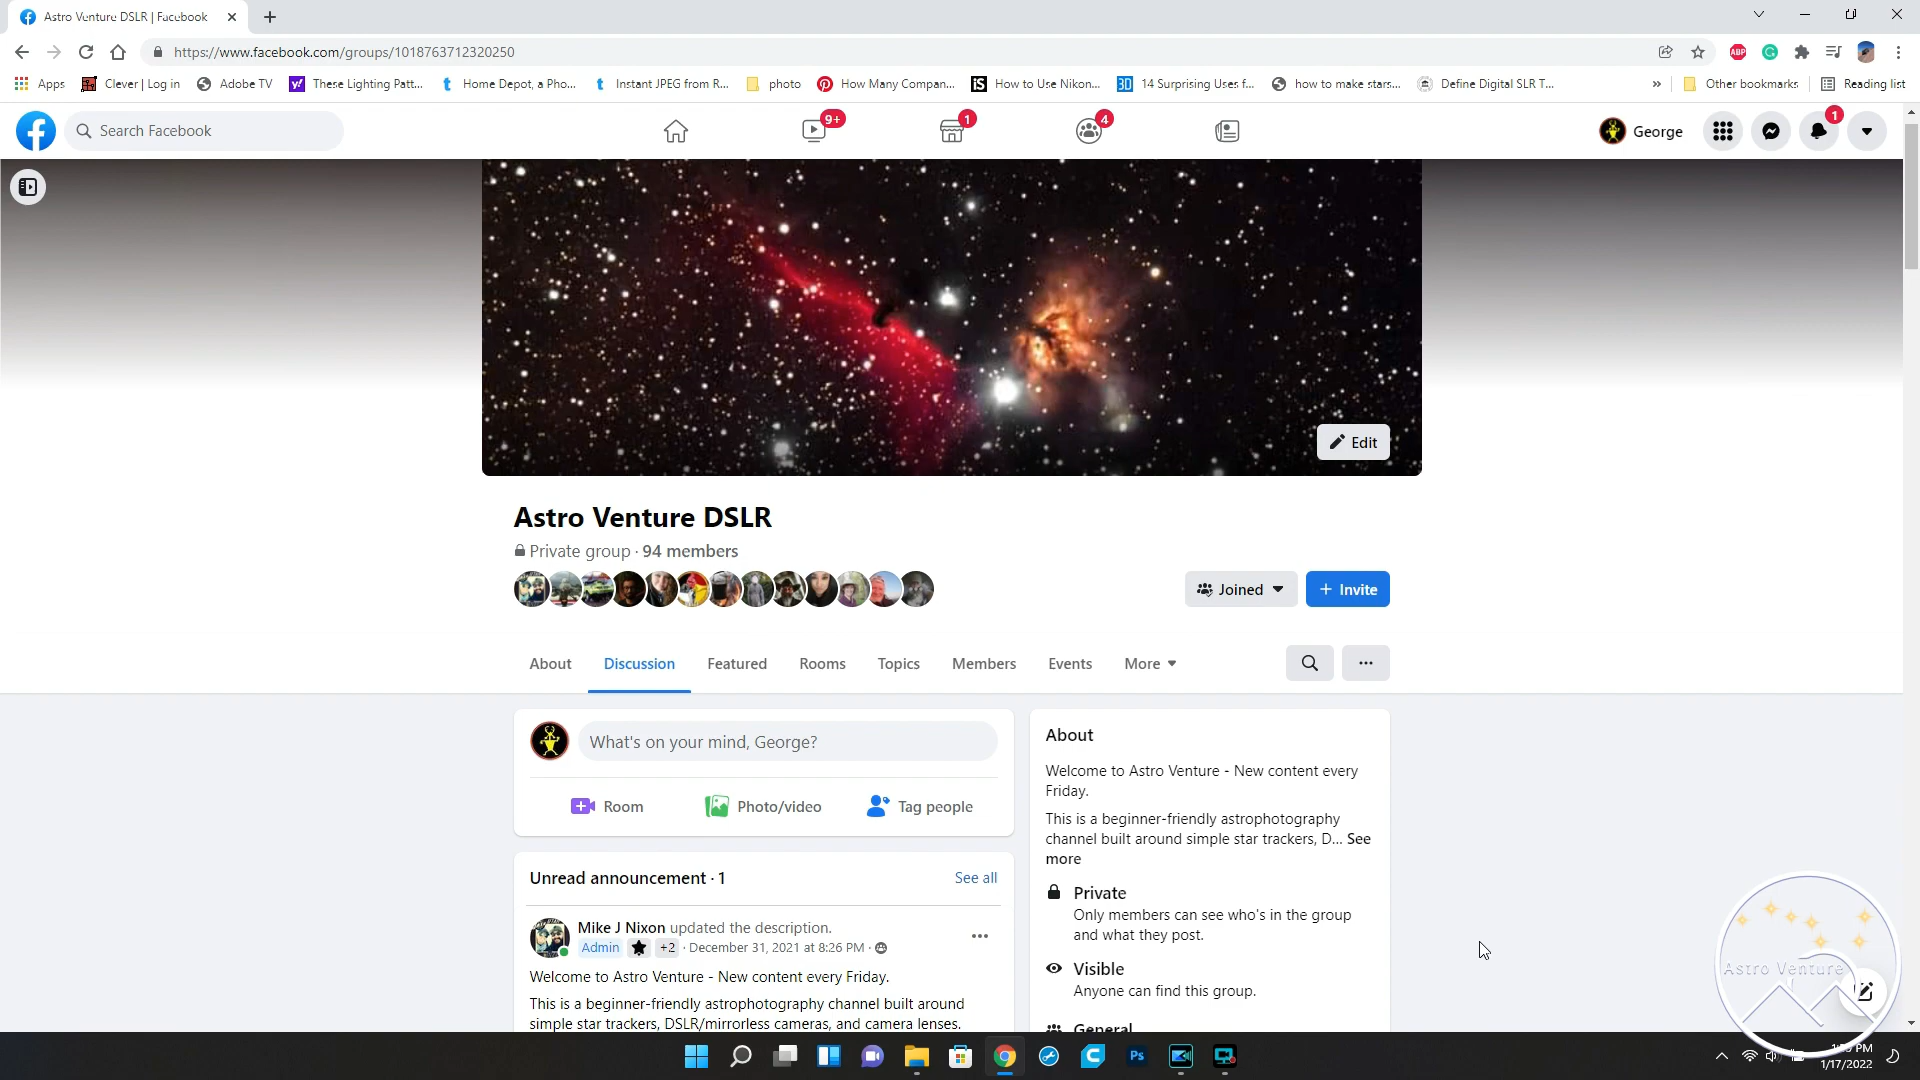 Astro Venture DSLR | Facebook
https://www.facebook.com/groups/1018763712320250
ABP
Apps
Clever | Log in
Adobe TV
These Lighting Patt...
Home Depot, a Pho...
Instant JPEG from R...
photo
How Many Compan...
How to Use Nikon...
14 Surprising Uses f...
how to make stars...
Define Digital SLR T...
»
Other bookmarks
Reading list
Search Facebook
9+
1
4
George
1
Edit
Astro Venture DSLR
Private group · 94 members
Joined
+ Invite
About
Discussion
Featured
Rooms
Topics
Members
Events
More
What's on your mind, George?
Room
Photo/video
Tag people
Unread announcement · 1
See all
Mike J Nixon updated the description.
Admin
+2 · December 31, 2021 at 8:26 PM ·
Welcome to Astro Venture - New content every Friday.
This is a beginner-friendly astrophotography channel built around
simple star trackers, DSLR/mirrorless cameras, and camera lenses.
About
Welcome to Astro Venture - New content every
Friday.
This is a beginner-friendly astrophotography
channel built around simple star trackers, D... See
more
Private
Only members can see who's in the group
and what they post.
Visible
Anyone can find this group.
General
Astro Venture
Ps
PM
1/17/2022